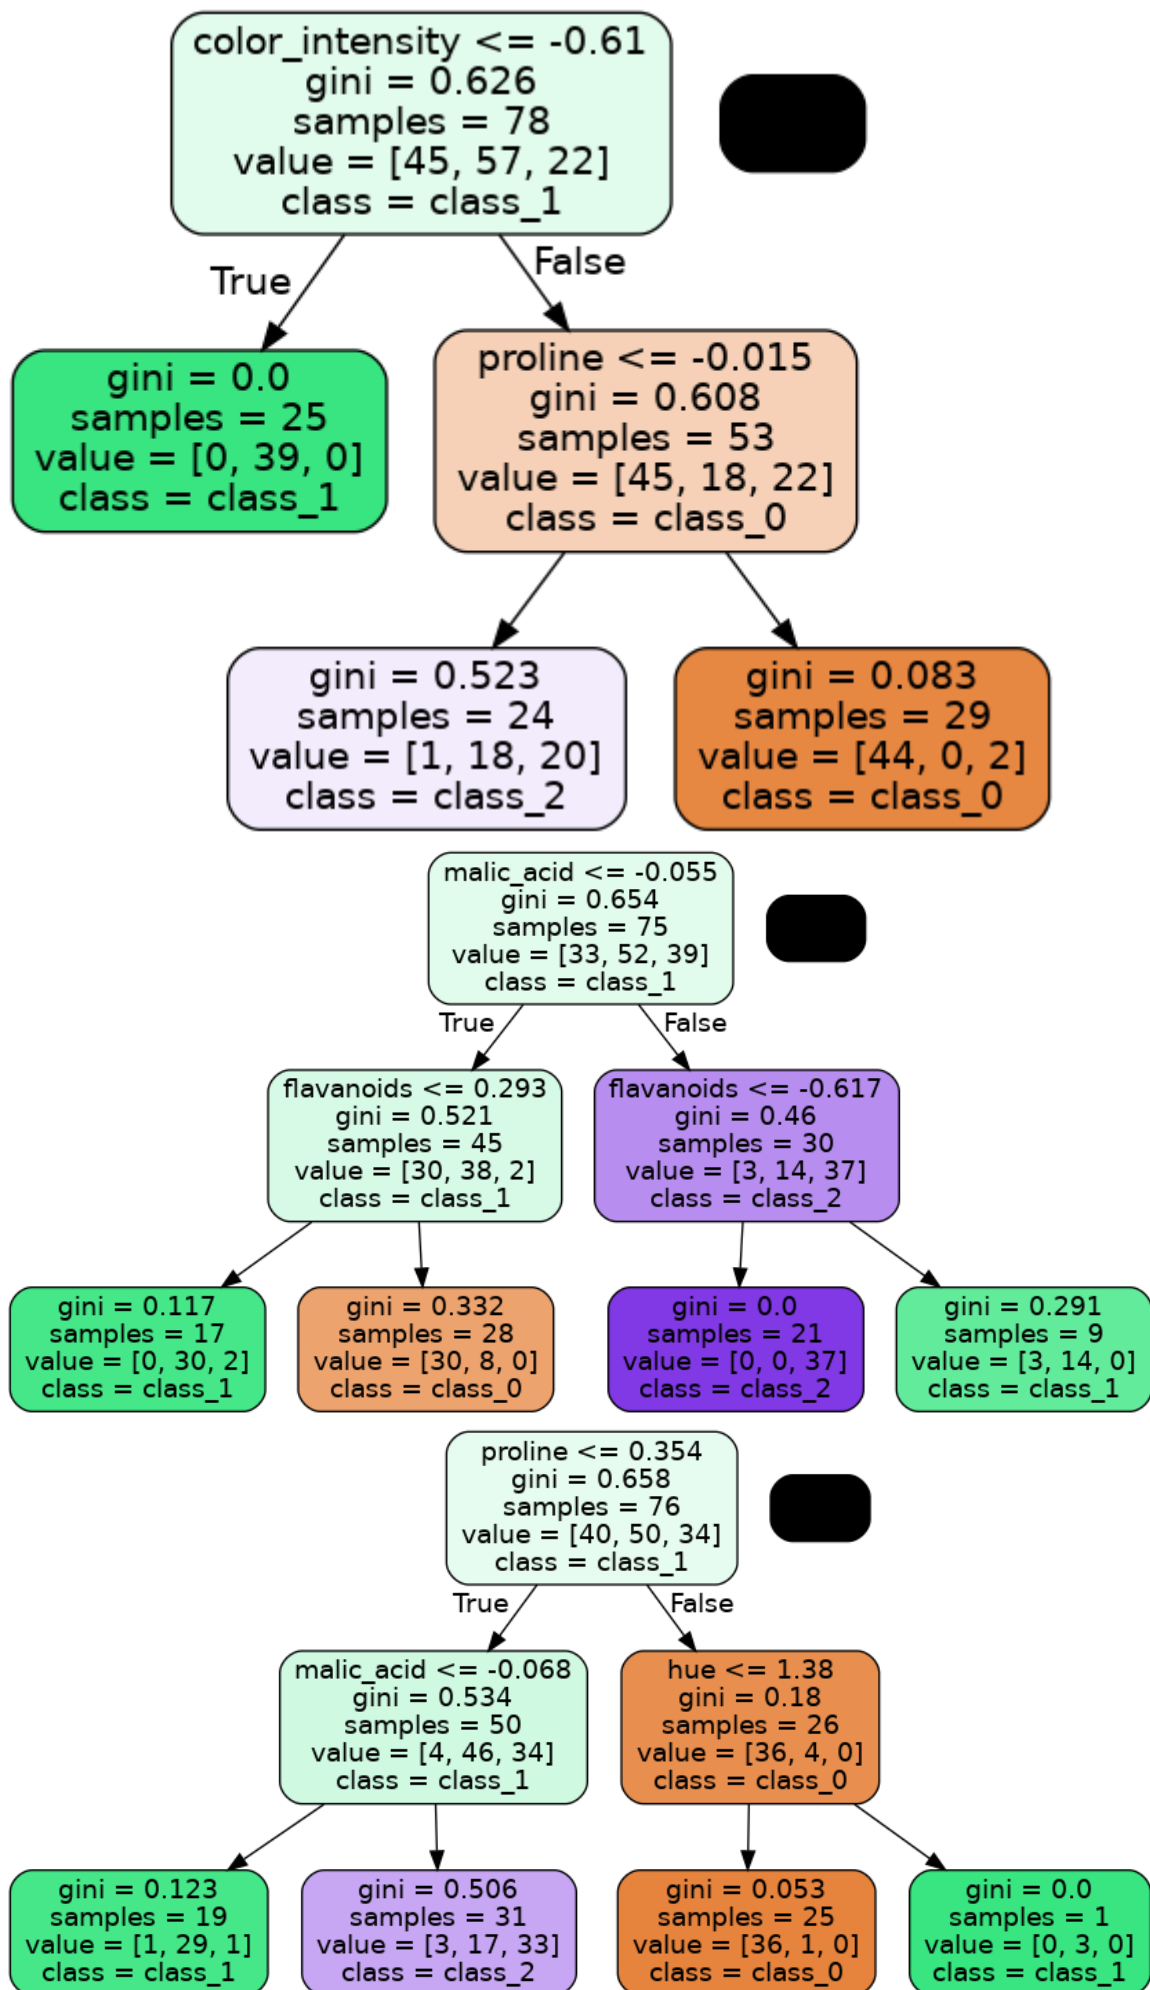 color_intensity <= -0.61
gini = 0.626
samples = 78
value = [45, 57, 22]
class = class_1
True
False
gini = 0.0
samples = 25
value = [0, 39, 0]
class = class_1
proline <= -0.015
gini = 0.608
samples = 53
value = [45, 18, 22]
class = class_0
gini = 0.523
samples = 24
value = [1, 18, 20]
class = class_2
gini = 0.083
samples = 29
value = [44, 0, 2]
class = class_0
malic_acid <= -0.055
gini = 0.654
samples = 75
value = [33, 52, 39]
class = class_1
True
False
flavanoids <= 0.293
gini = 0.521
samples = 45
value = [30, 38, 2]
class = class_1
flavanoids <= -0.617
gini = 0.46
samples = 30
value = [3, 14, 37]
class = class_2
gini = 0.117
samples = 17
value = [0, 30, 2]
class = class_1
gini = 0.332
samples = 28
value = [30, 8, 0]
class = class_0
gini = 0.0
samples = 21
value = [0, 0, 37]
class = class_2
gini = 0.291
samples = 9
value = [3, 14, 0]
class = class_1
proline <= 0.354
gini = 0.658
samples = 76
value = [40, 50, 34]
class = class_1
True
False
malic_acid <= -0.068
gini = 0.534
samples = 50
value = [4, 46, 34]
class = class_1
hue <= 1.38
gini = 0.18
samples = 26
value = [36, 4, 0]
class = class_0
gini = 0.123
samples = 19
value = [1, 29, 1]
class = class_1
gini = 0.506
samples = 31
value = [3, 17, 33]
class = class_2
gini = 0.053
samples = 25
value = [36, 1, 0]
class = class_0
gini = 0.0
samples = 1
value = [0, 3, 0]
class = class_1